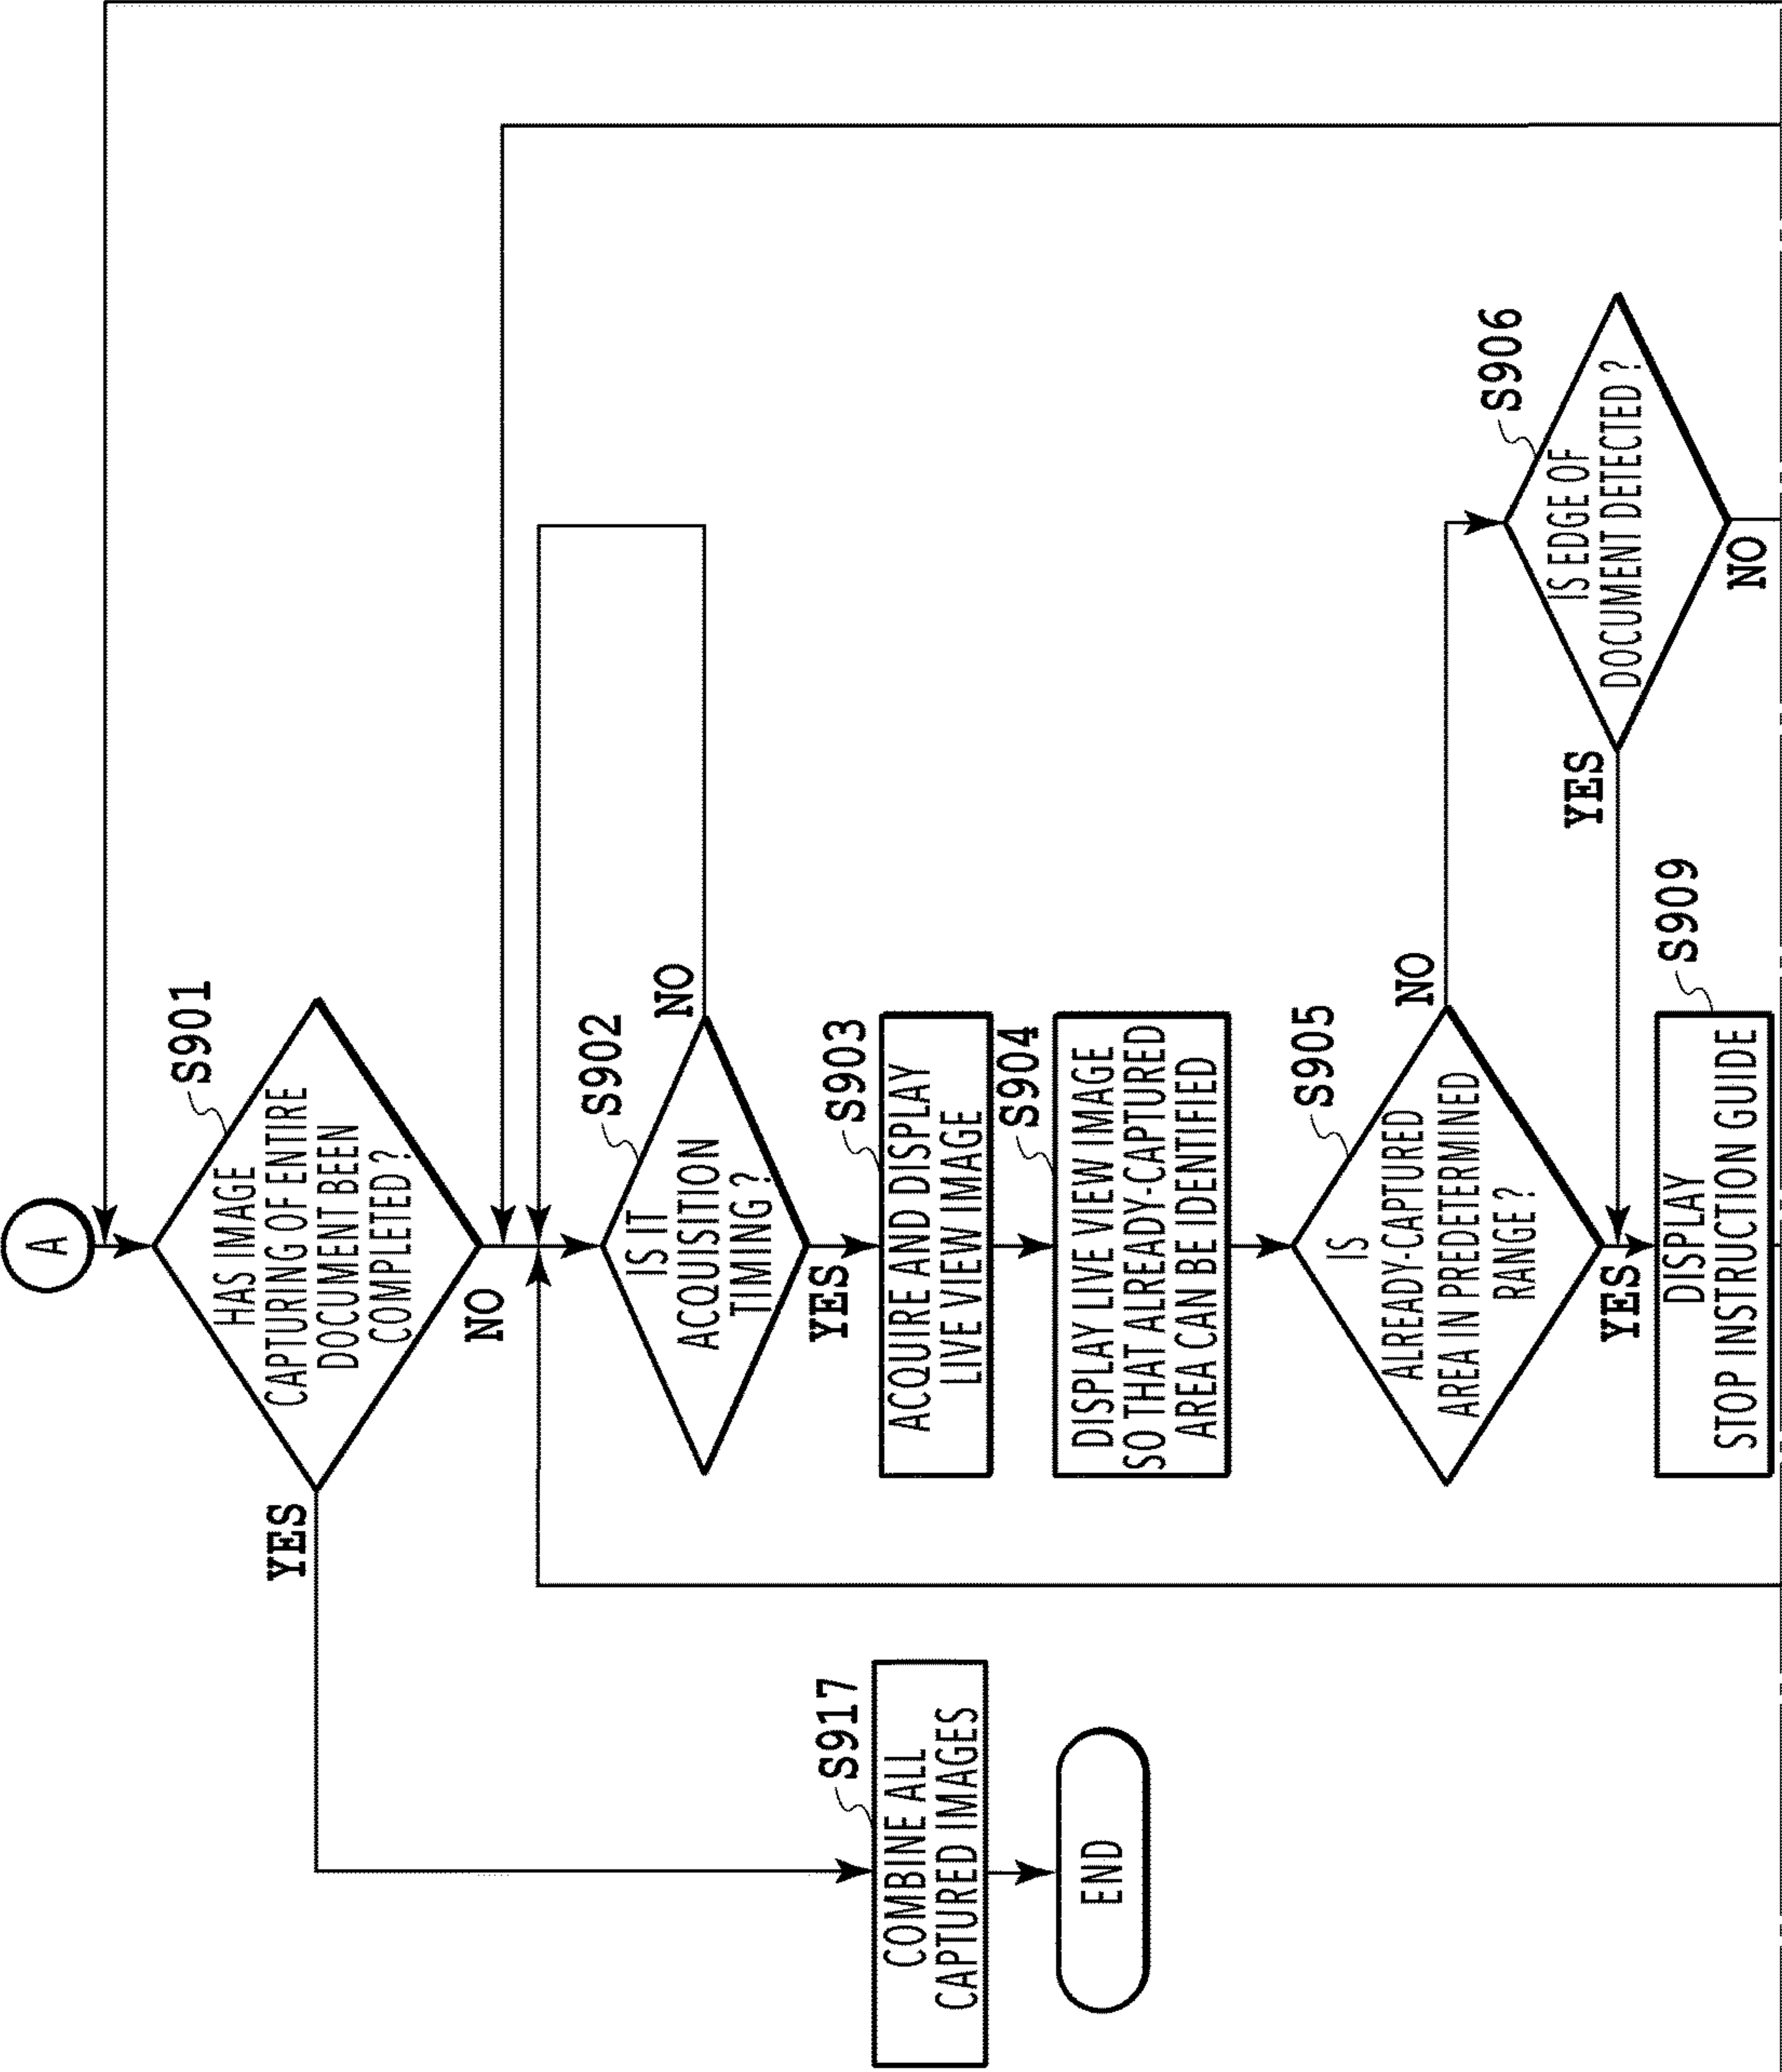 A
S901
HAS IMAGE
CAPTURING OF ENTIRE
DOCUMENT BEEN
COMPLETED ?
YES
NO
S902
IS IT
ACQUISITION
TIMING ?
NO
YES
S903
ACQUIRE AND DISPLAY
LIVE VIEW IMAGE
S904
DISPLAY LIVE VIEW IMAGE
SO THAT ALREADY-CAPTURED
AREA CAN BE IDENTIFIED
S905
IS
ALREADY-CAPTURED
AREA IN PREDETERMINED
RANGE ?
NO
YES
S906
IS EDGE OF
DOCUMENT DETECTED ?
YES
NO
S909
DISPLAY
STOP INSTRUCTION GUIDE
S917
COMBINE ALL
CAPTURED IMAGES
END